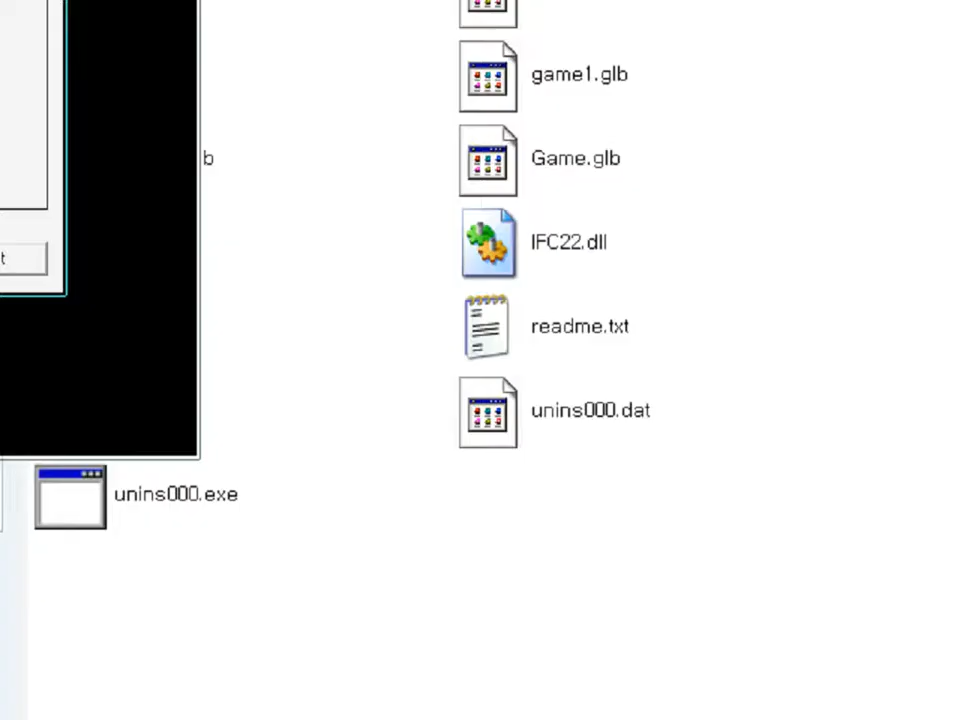 game1.glb
b
Game.glb
t
IFC22.dll
readme.txt
unins000.dat
unins000.exe